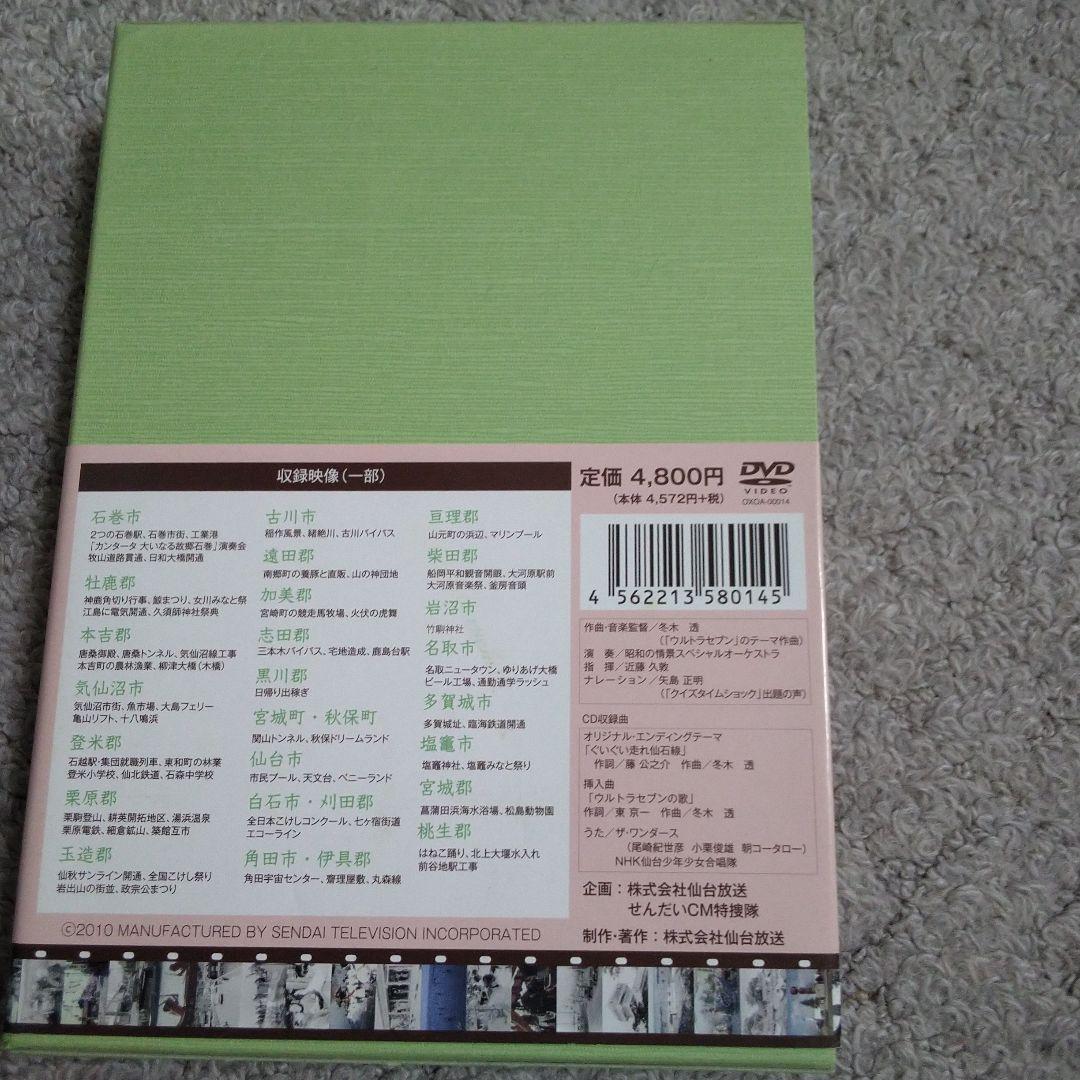 収録映像（一部）
石巻市
2つの石巻駅、石巻市街、工業港
「カンタータ 大いなる故郷石巻」演奏会
牧山道路貫通、日和大橋開通
牡鹿郡
神鹿角切り行事、鯨まつり、女川みなと祭
江島に電気開通、久須師神社祭典
本吉郡
唐桑御殿、唐桑トンネル、気仙沼線工事
本吉町の農林漁業、柳津大橋（木橋）
気仙沼市
気仙沼市街、魚市場、大島フェリー
亀山リフト、十八鳴浜
登米郡
石越駅・集団就職列車、東和町の林業
登米小学校、仙北鉄道、石森中学校
栗原郡
栗駒登山、耕英開拓地区、湯浜温泉
栗原電鉄、細倉鉱山、築館互市
玉造郡
仙秋サンライン開通、全国こけし祭り
岩出山の街並、政宗公まつり
古川市
稲作風景、緒絶川、古川バイパス
遠田郡
南郷町の養豚と直販、山の神団地
加美郡
宮崎町の競走馬牧場、火伏の虎舞
志田郡
三本木バイパス、宅地造成、鹿島台駅
黒川郡
日帰り出稼ぎ
宮城町・秋保町
関山トンネル、秋保ドリームランド
仙台市
市民プール、天文台、ベニーランド
白石市・刈田郡
全日本こけしコンクール、七ヶ宿街道
エコーライン
角田市・伊具郡
角田宇宙センター、齋理屋敷、丸森線
亘理郡
山元町の浜辺、マリンプール
柴田郡
船岡平和観音開眼、大河原駅前
大河原音楽祭、釜房音頭
岩沼市
竹駒神社
名取市
名取ニュータウン、ゆりあげ大橋
ビール工場、通勤通学ラッシュ
多賀城市
多賀城址、臨海鉄道開通
塩竈市
塩竈神社、塩竈みなと祭り
宮城郡
菖蒲田浜海水浴場、松島動物園
桃生郡
はねこ踊り、北上大堰水入れ
前谷地駅工事
©2010 MANUFACTURED BY SENDAI TELEVISION INCORPORATED
定価 4,800円
（本体 4,572円+税）
DVD
VIDEO
OXOA-00014
4 562213 580145
作曲・音楽監督／冬木 透
（「ウルトラセブン」のテーマ作曲）
演 奏／昭和の情景スペシャルオーケストラ
指 揮／近藤 久敦
ナレーション／矢島 正明
（「クイズタイムショック」出題の声）
CD収録曲
オリジナル・エンディングテーマ
「ぐいぐい走れ仙石線」
作詞／藤 公之介 作曲／冬木 透
挿入曲
「ウルトラセブンの歌」
作詞／東 京一 作曲／冬木 透
うた／ザ・ワンダース
（尾崎紀世彦 小栗俊雄 朝コータロー）
NHK仙台少年少女合唱隊
企画：株式会社仙台放送
せんだいCM特捜隊
制作・著作：株式会社仙台放送